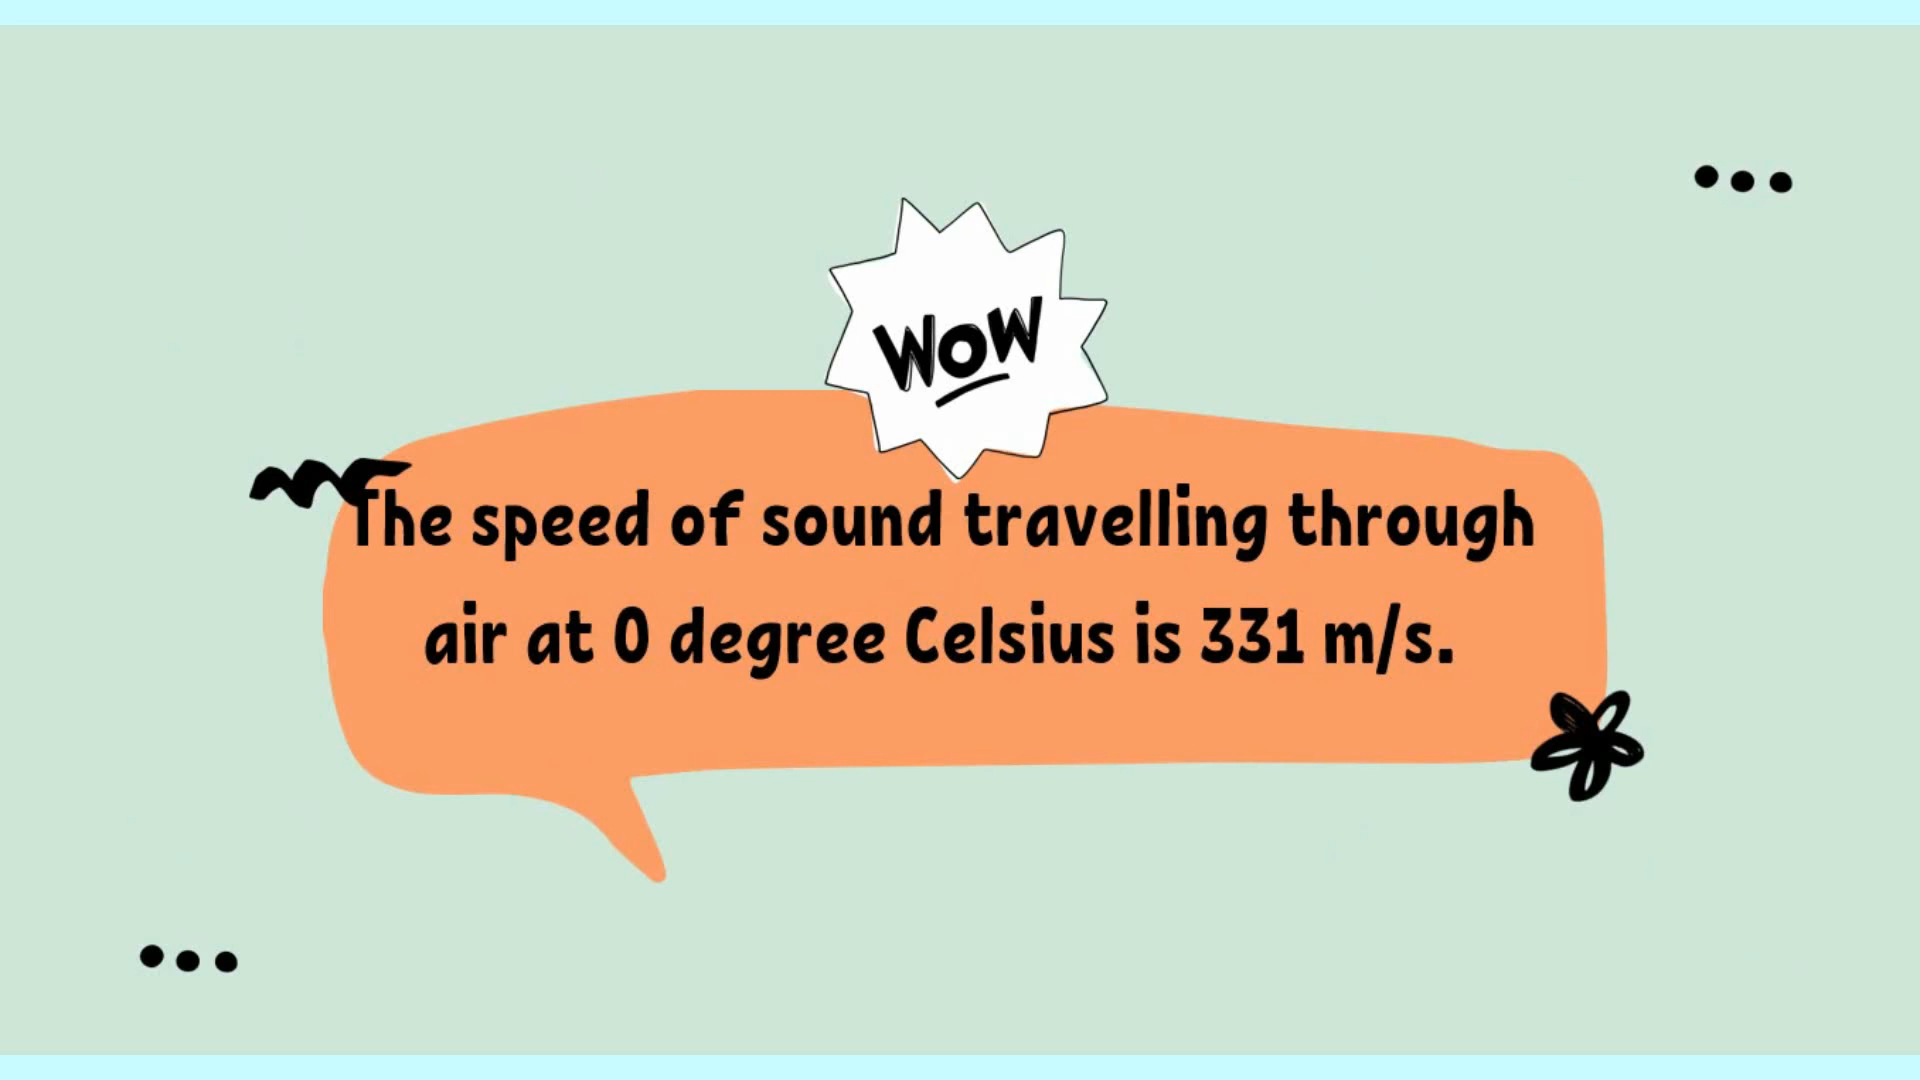 WOW
The speed of sound travelling through
air at 0 degree Celsius is 331 m/s.